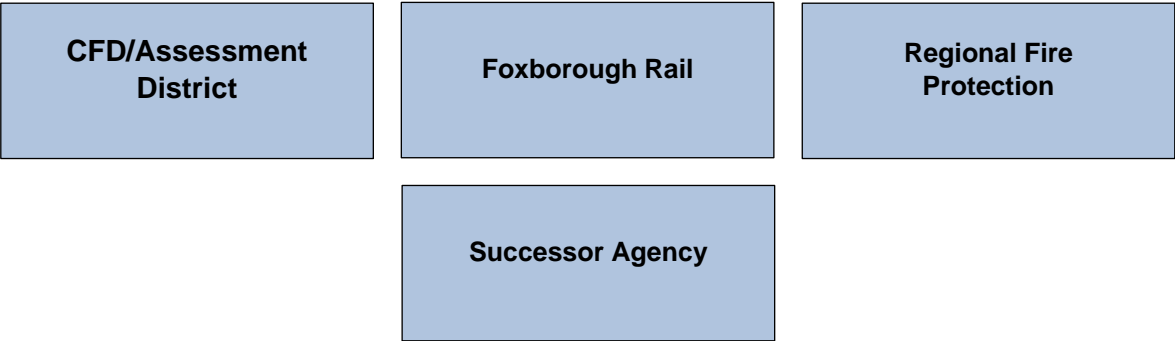 CFD/Assessment
District
Foxborough Rail
Regional Fire
Protection
Successor Agency